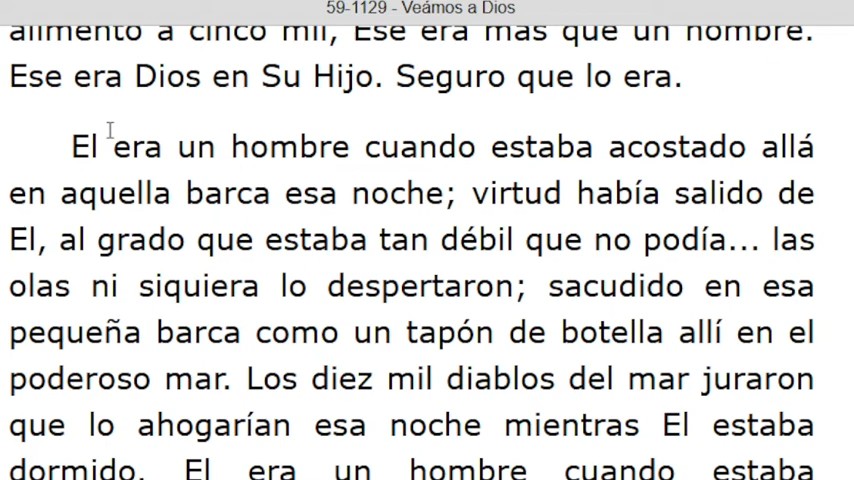 59-1129 - Veámos a Dios
alimentó a cinco mil, Ese era más que un hombre.
Ese era Dios en Su Hijo. Seguro que lo era.
El era un hombre cuando estaba acostado allá
en aquella barca esa noche; virtud había salido de
El, al grado que estaba tan débil que no podía... las
olas ni siquiera lo despertaron; sacudido en esa
pequeña barca como un tapón de botella allí en el
poderoso mar. Los diez mil diablos del mar juraron
que lo ahogarían esa noche mientras El estaba
dormido. El era un hombre cuando estaba